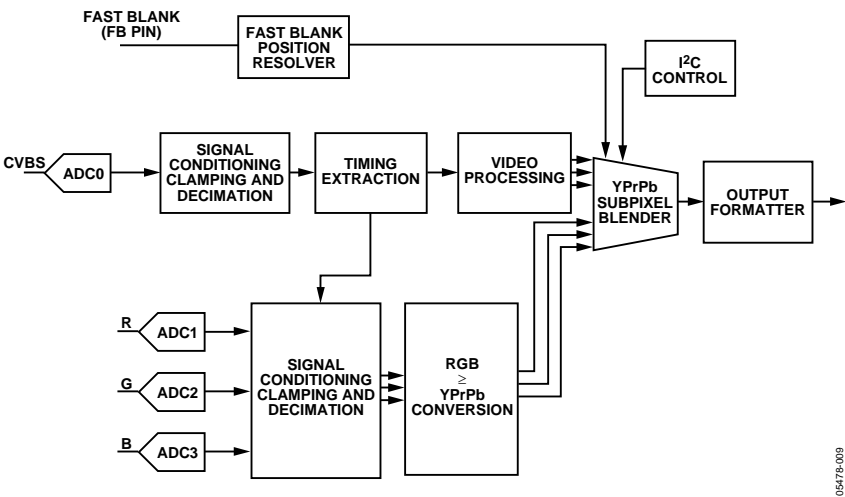 FAST BLANK
(FB PIN)
FAST BLANK
POSITION
RESOLVER
I2C
CONTROL
CVBS
ADC0
SIGNAL
CONDITIONING
CLAMPING AND
DECIMATION
TIMING
EXTRACTION
VIDEO
PROCESSING
YPrPb
SUBPIXEL
BLENDER
OUTPUT
FORMATTER
R
ADC1
G
ADC2
B
ADC3
SIGNAL
CONDITIONING
CLAMPING AND
DECIMATION
RGB
≥
YPrPb
CONVERSION
05478-009